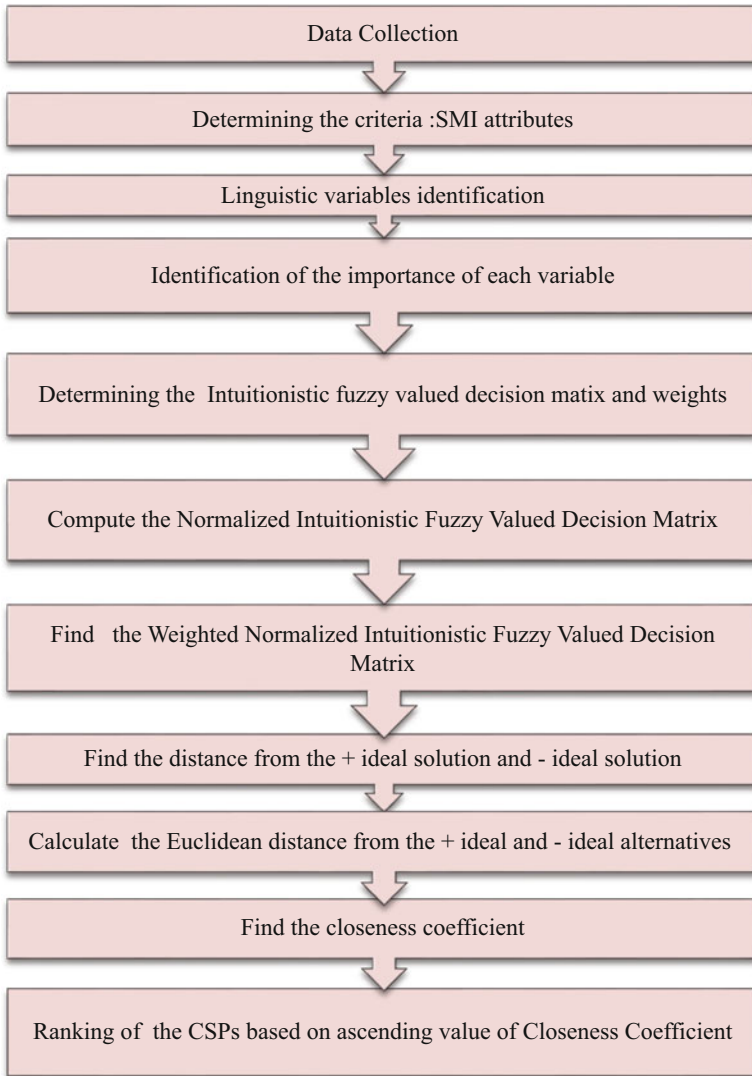 Data Collection
Determining the criteria :SMI attributes
Linguistic variables identification
Identification of the importance of each variable
Determining the Intuitionistic fuzzy valued decision matix and weights
Compute the Normalized Intuitionistic Fuzzy Valued Decision Matrix
Find the Weighted Normalized Intuitionistic Fuzzy Valued Decision
Matrix
Find the distance from the + ideal solution and - ideal solution
Calculate the Euclidean distance from the + ideal and - ideal alternatives
Find the closeness coefficient
Ranking of the CSPs based on ascending value of Closeness Coefficient